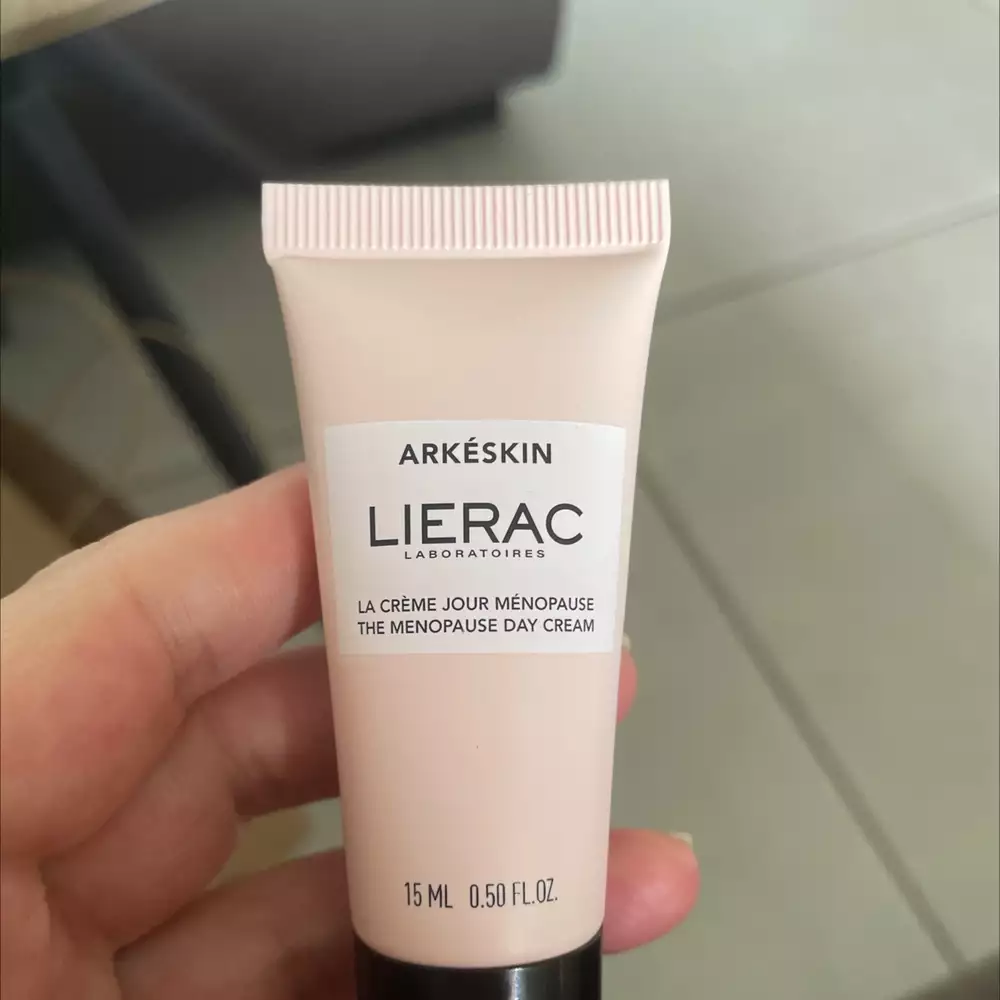 ARKÉSKIN
LIERAC
LABORATOIRES
LA CRÈME JOUR MÉNOPAUSE
THE MENOPAUSE DAY CREAM
15 ML 0.50 FL.OZ.